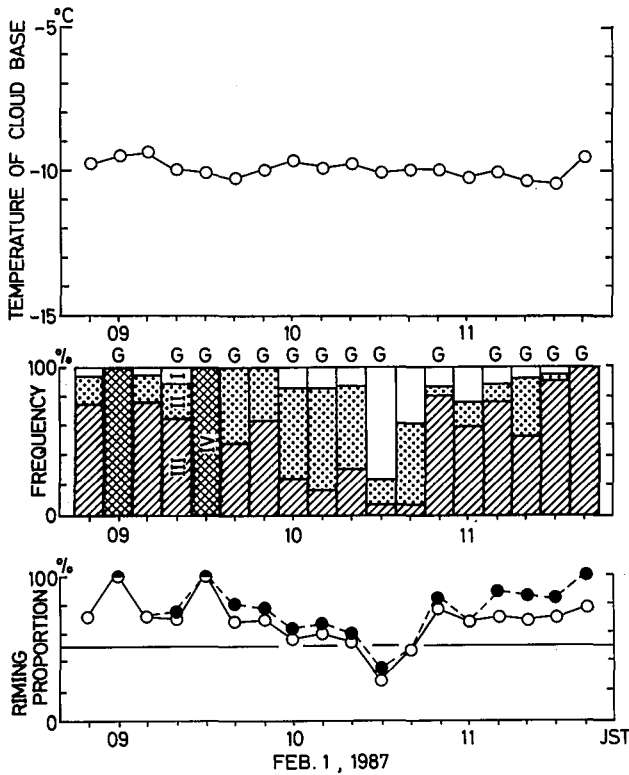 °C
-5
-10
-15
TEMPERATURE OF CLOUD BASE
09 10 11
% G G G G G G G G G G G G G G
100
0
FREQUENCY
I
II
III
IV
09 10 11
%
100
0
RIMING
PROPORTION
09 10 11 JST
FEB. 1, 1987